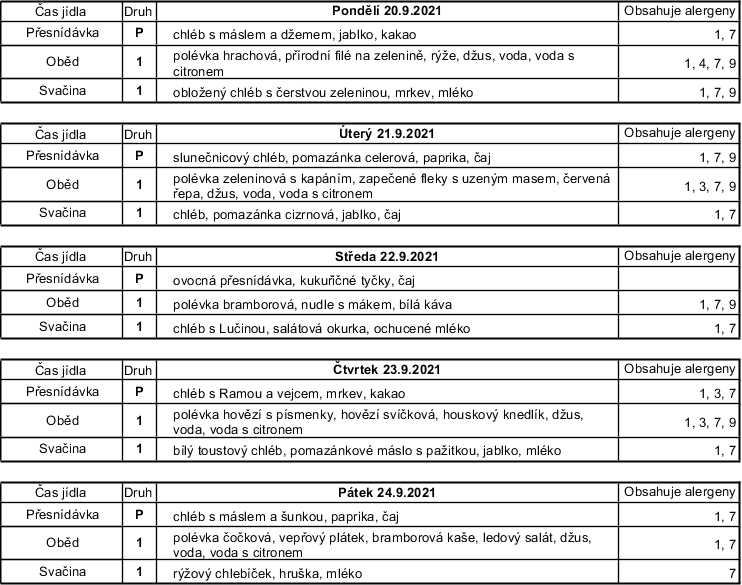 Čas jídla Druh Pondělí 20.9.2021 Obsahuje alergeny
Přesnídávka P chléb s máslem a džemem, jablko, kakao 1, 7
Oběd 1 polévka hrachová, přírodní filé na zelenině, rýže, džus, voda, voda s 1, 4, 7, 9
citronem
Svačina 1 obložený chléb s čerstvou zeleninou, mrkev, mléko 1, 7, 9
Čas jídla Druh Úterý 21.9.2021 Obsahuje alergeny
Přesnídávka P slunečnicový chléb, pomazánka celerová, paprika, čaj 1, 7, 9
Oběd 1 polévka zeleninová s kapáním, zapečené fleky s uzeným masem, červená 1, 3, 7, 9
řepa, džus, voda, voda s citronem
Svačina 1 chléb, pomazánka cizrnová, jablko, čaj 1, 7
Čas jídla Druh Středa 22.9.2021 Obsahuje alergeny
Přesnídávka P ovocná přesnídávka, kukuřičné tyčky, čaj
Oběd 1 polévka bramborová, nudle s mákem, bílá káva 1, 7, 9
Svačina 1 chléb s Lučinou, salátová okurka, ochucené mléko 1, 7
Čas jídla Druh Čtvrtek 23.9.2021 Obsahuje alergeny
Přesnídávka P chléb s Ramou a vejcem, mrkev, kakao 1, 3, 7
Oběd 1 polévka hovězí s písmenky, hovězí svíčková, houskový knedlík, džus, 1, 3, 7, 9
voda, voda s citronem
Svačina 1 bílý toustový chléb, pomazánkové máslo s pažitkou, jablko, mléko 1, 7
Čas jídla Druh Pátek 24.9.2021 Obsahuje alergeny
Přesnídávka P chléb s máslem a šunkou, paprika, čaj 1, 7
Oběd 1 polévka čočková, vepřový plátek, bramborová kaše, ledový salát, džus, 1, 7
voda, voda s citronem
Svačina 1 rýžový chlebíček, hruška, mléko 7